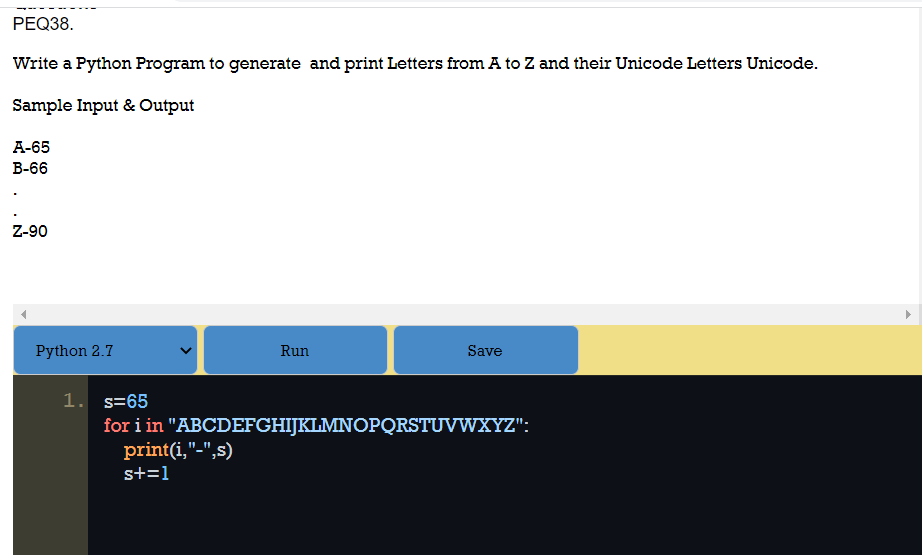 PEQ38.
Write a Python Program to generate  and print Letters from A to Z and their Unicode Letters Unicode.
Sample Input & Output
A-65
B-66
.
.
Z-90
Python 2.7
Run
Save
1.
s=65
for i in "ABCDEFGHIJKLMNOPQRSTUVWXYZ":
print(i,"-",s)
s+=1